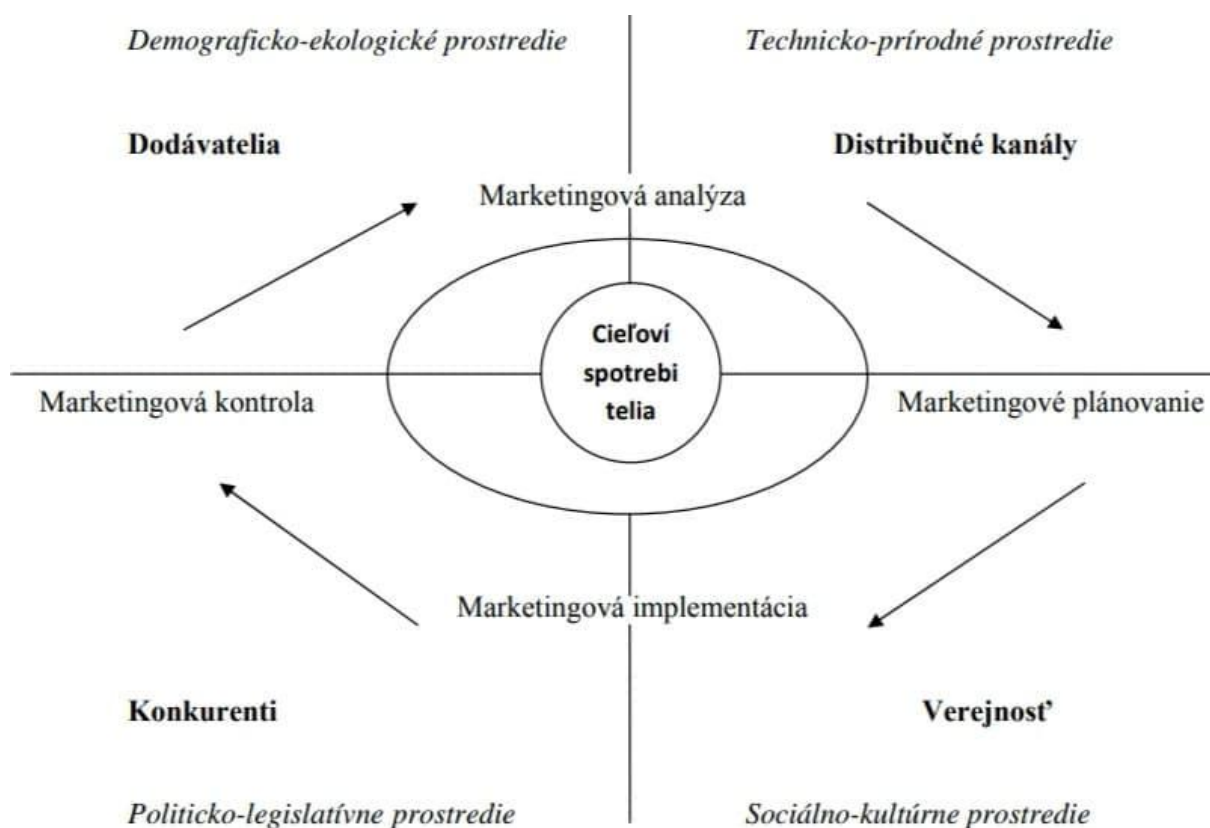 Demograficko-ekologické prostredie
Technicko-prírodné prostredie
Dodávatelia
Distribučné kanály
Marketingová analýza
Cieľoví
spotrebi
telia
Marketingová kontrola
Marketingové plánovanie
Marketingová implementácia
Konkurenti
Verejnosť
Politicko-legislatívne prostredie
Sociálno-kultúrne prostredie